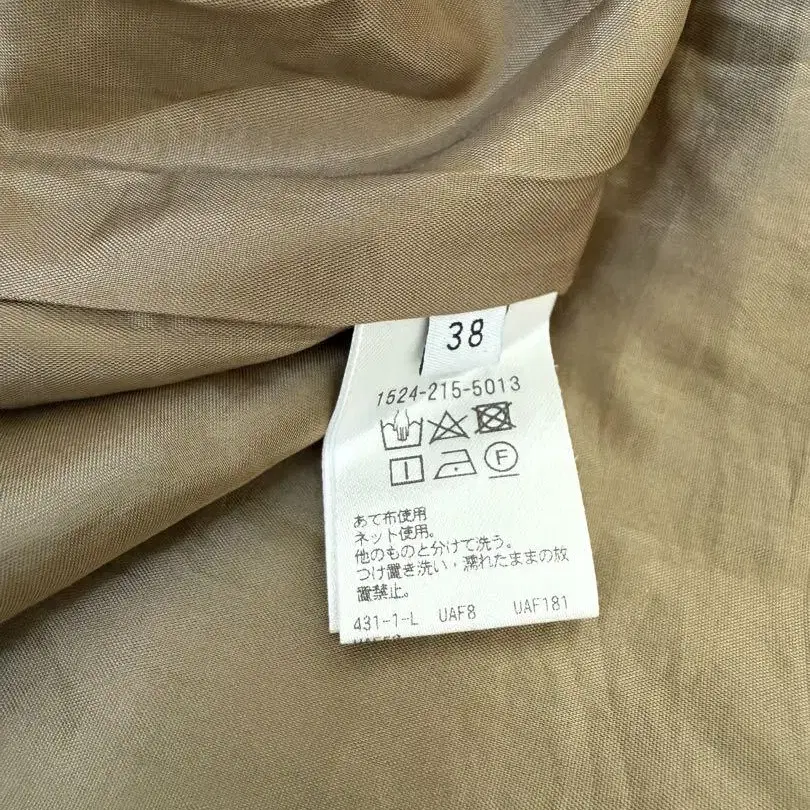 38
1524-215-5013
F
あて布使用
ネット使用。
他のものと分けて洗う。
つけ置き洗い・濡れたままの放
置禁止。
431-1-L UAF8 UAF181